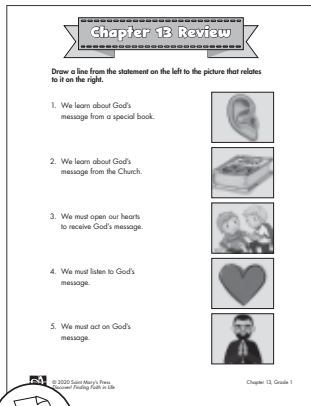 Chapter 13 Review
Draw a line from the statement on the left to the picture that relates
to it on the right.
1. We learn about God's
message from a special book.
2. We learn about God's
message from the Church.
3. We must open our hearts
to receive God's message.
4. We must listen to God's
message.
5. We must act on God's
message.
© 2020 Saint Mary's Press
Discover! Finding Faith in Life
Chapter 13, Grade 1